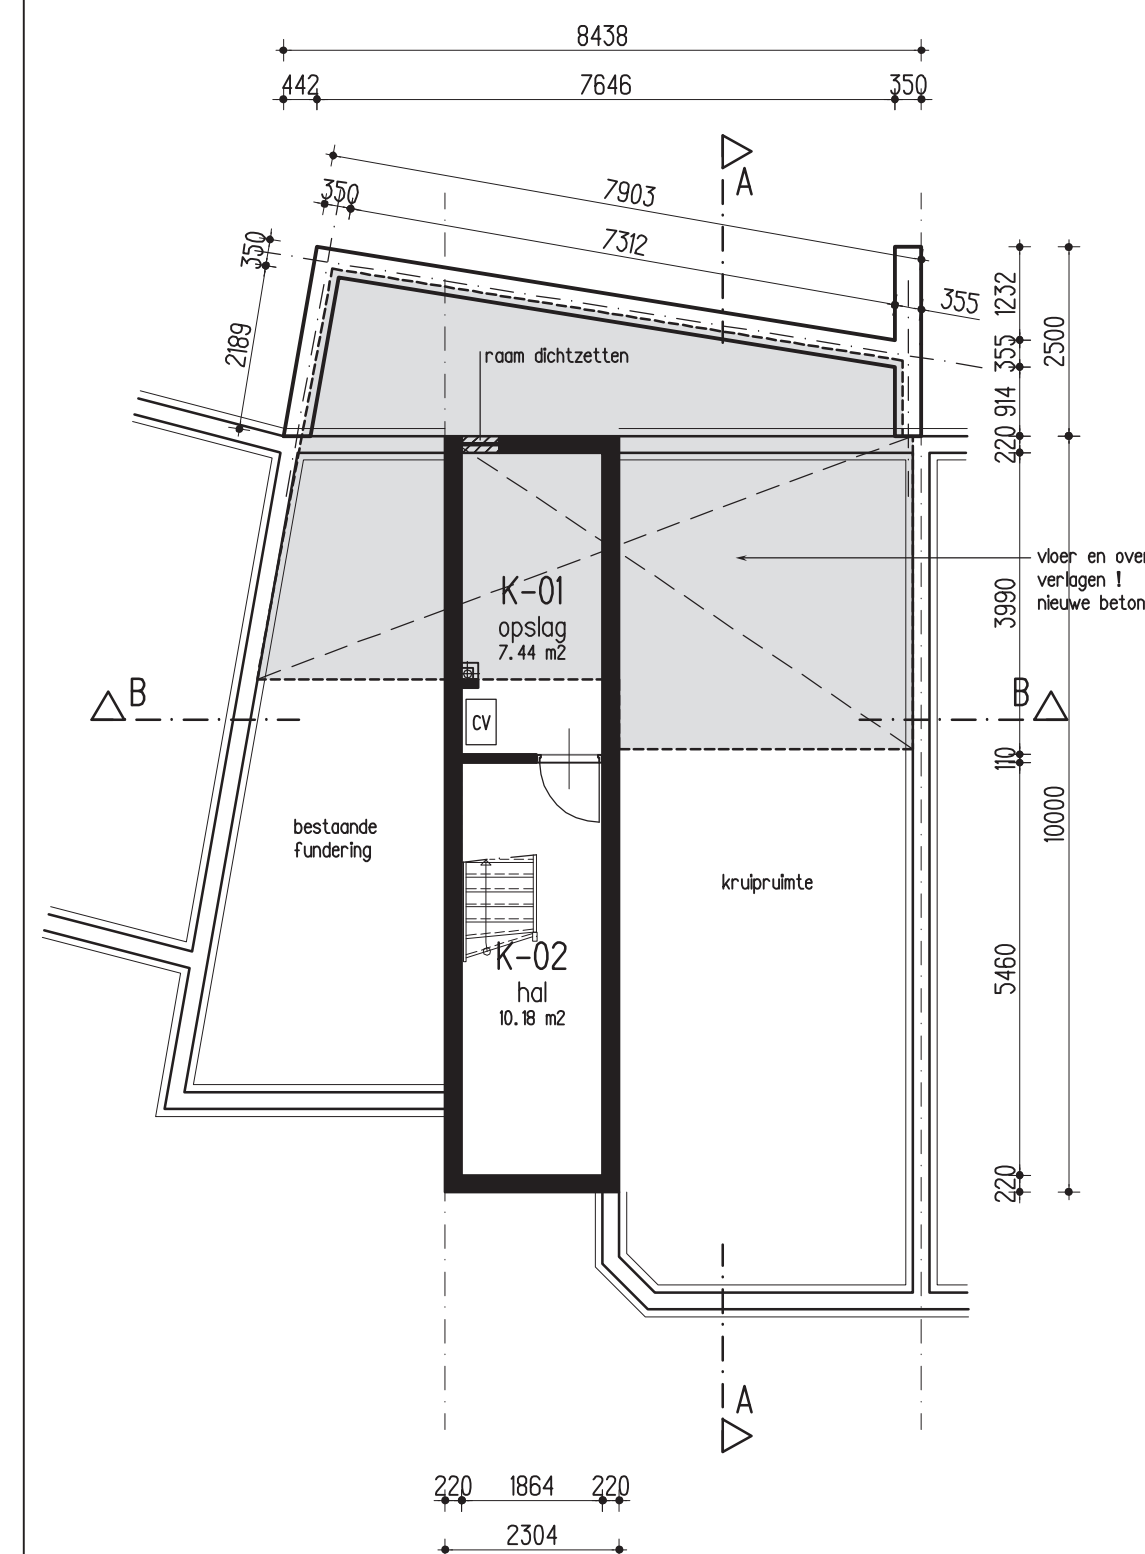 8438
442
7646
350
A
7903
350
7312
350
2189
355
1232
355
2500
914
220
raam dichtzetten
K-01
opslag
7.44 m2
vloer en over
verlagen !
nieuwe beton
3990
B
B
CV
110
10000
bestaande
fundering
kruipruimte
K-02
hal
10.18 m2
5460
220
A
220
1864
220
2304